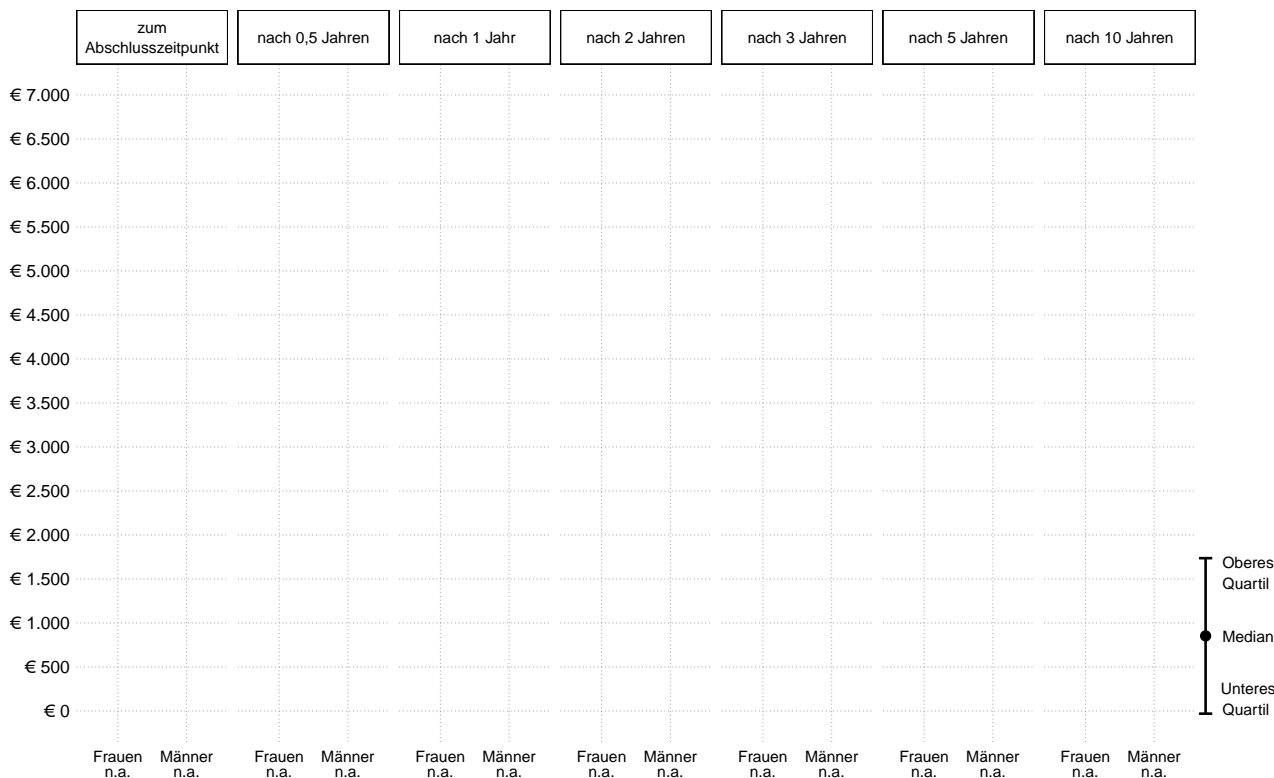 zum
Abschlusszeitpunkt
nach 0,5 Jahren
nach 1 Jahr
nach 2 Jahren
nach 3 Jahren
nach 5 Jahren
nach 10 Jahren
€ 7.000
€ 6.500
€ 6.000
€ 5.500
€ 5.000
€ 4.500
€ 4.000
€ 3.500
€ 3.000
€ 2.500
€ 2.000
€ 1.500
€ 1.000
€ 500
€ 0
Oberes
Quartil
Median
Unteres
Quartil
Frauen Männer Frauen Männer Frauen Männer Frauen Männer Frauen Männer Frauen Männer Frauen Männer
n.a. n.a. n.a. n.a. n.a. n.a. n.a. n.a. n.a. n.a. n.a. n.a. n.a. n.a.